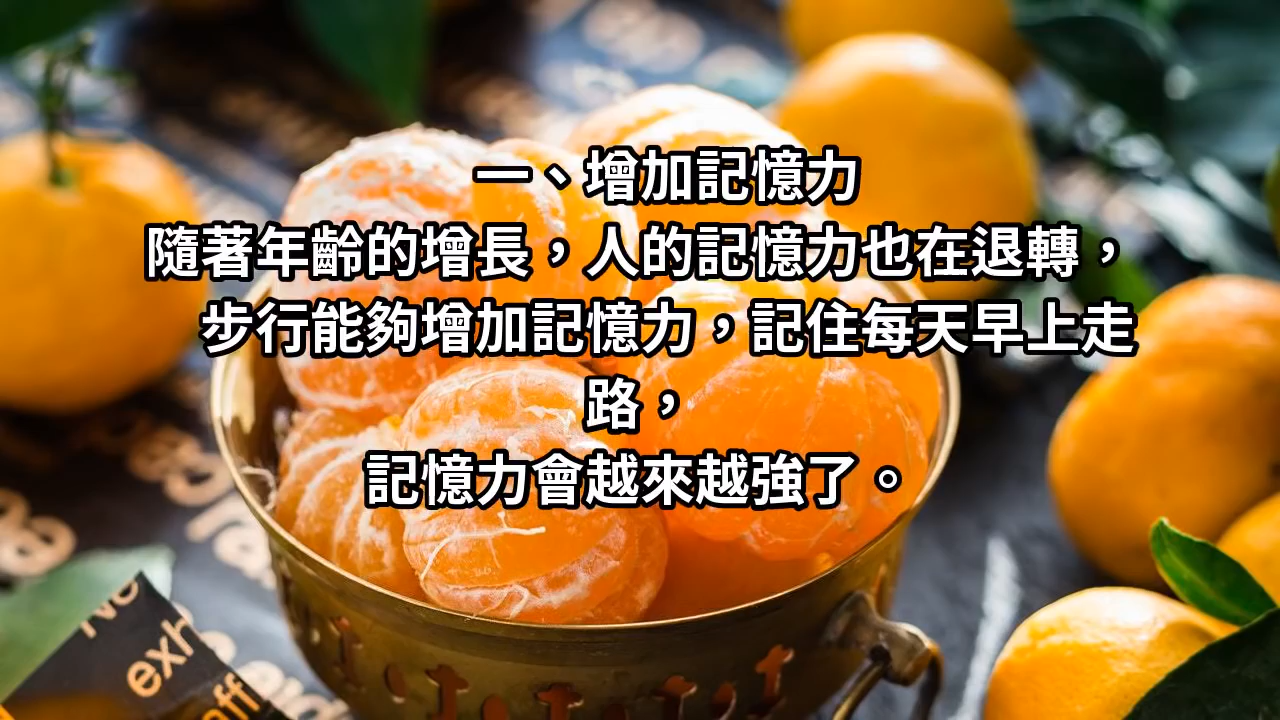 一、增加記憶力
隨著年齡的增長，人的記憶力也在退轉，
步行能夠增加記憶力，記住每天早上走
路，
記憶力會越來越強了。
exh